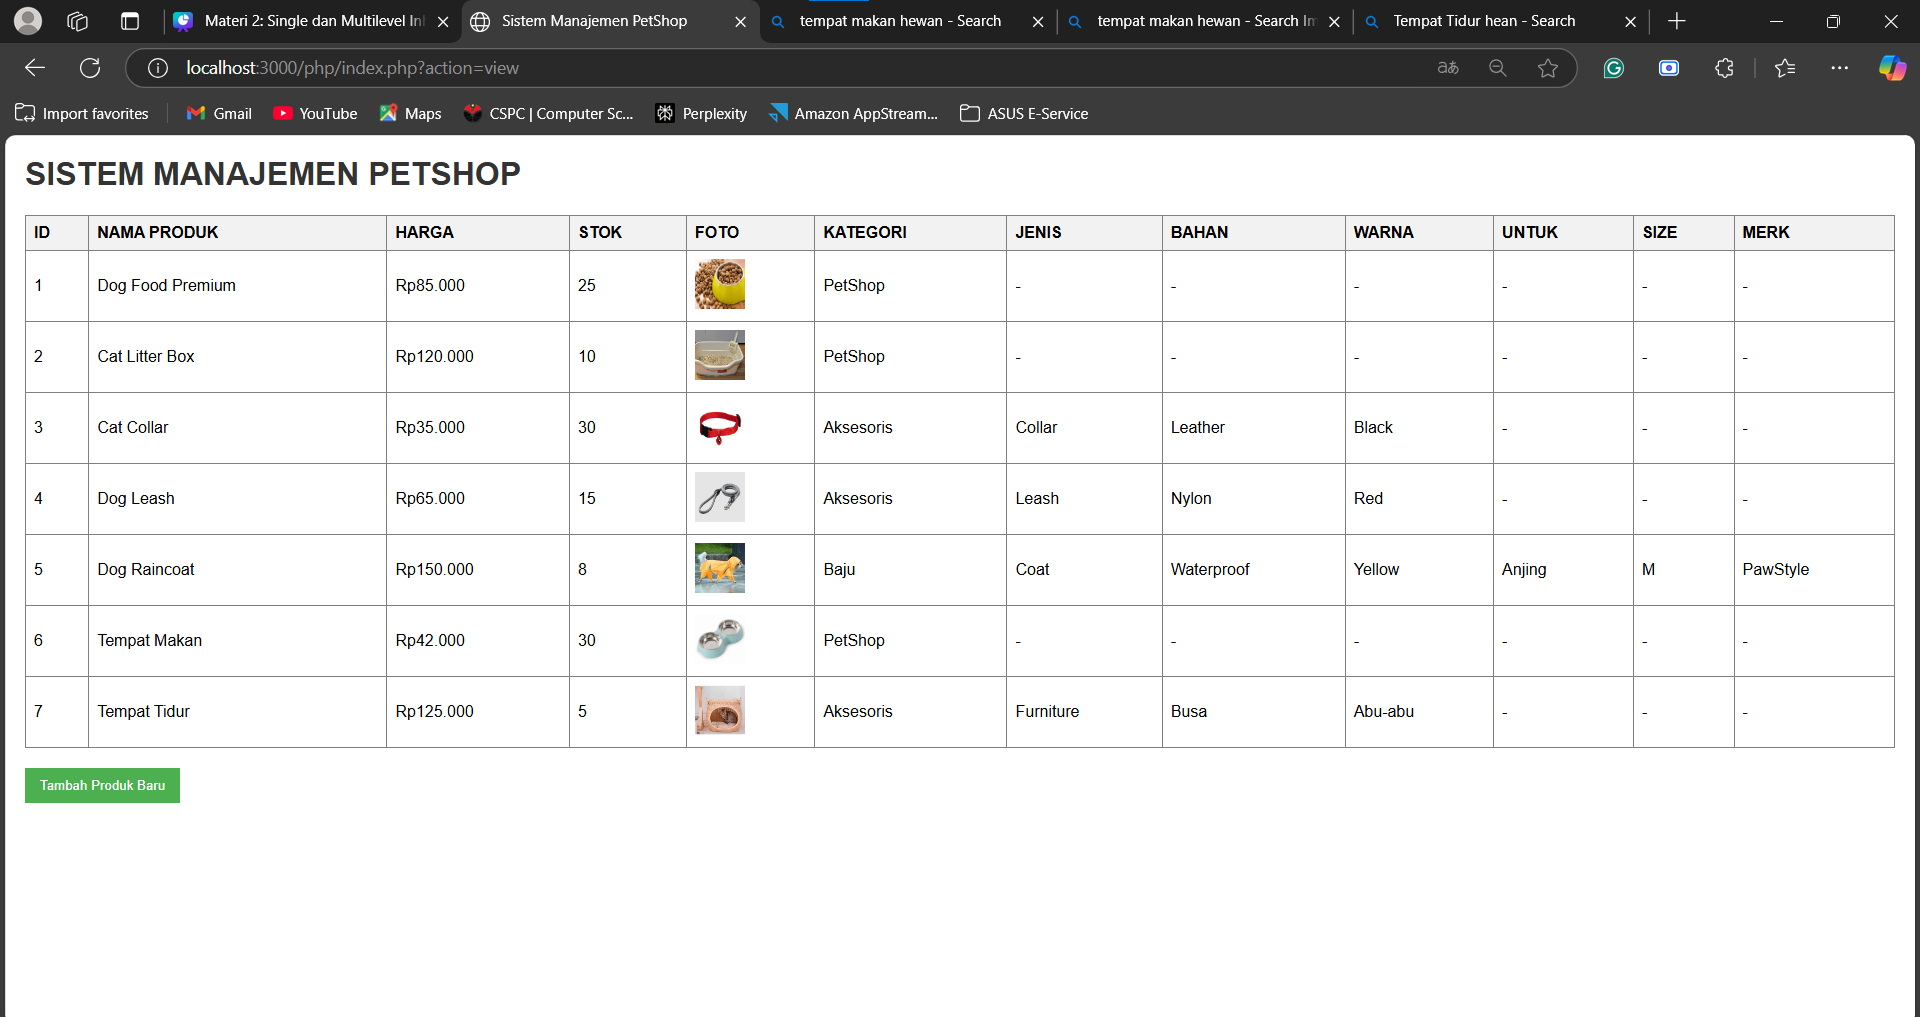 Materi 2: Single dan Multilevel Inh
Sistem Manajemen PetShop
tempat makan hewan - Search
tempat makan hewan - Search Im
Tempat Tidur hean - Search
localhost:3000/php/index.php?action=view
Import favorites
Gmail
YouTube
Maps
CSPC | Computer Sc...
Perplexity
Amazon AppStream...
ASUS E-Service
SISTEM MANAJEMEN PETSHOP
ID NAMA PRODUK HARGA STOK FOTO KATEGORI JENIS BAHAN WARNA UNTUK SIZE MERK
1 Dog Food Premium Rp85.000 25 PetShop - - - - - -
2 Cat Litter Box Rp120.000 10 PetShop - - - - - -
3 Cat Collar Rp35.000 30 Aksesoris Collar Leather Black - - -
4 Dog Leash Rp65.000 15 Aksesoris Leash Nylon Red - - -
5 Dog Raincoat Rp150.000 8 Baju Coat Waterproof Yellow Anjing M PawStyle
6 Tempat Makan Rp42.000 30 PetShop - - - - - -
7 Tempat Tidur Rp125.000 5 Aksesoris Furniture Busa Abu-abu - - -
Tambah Produk Baru